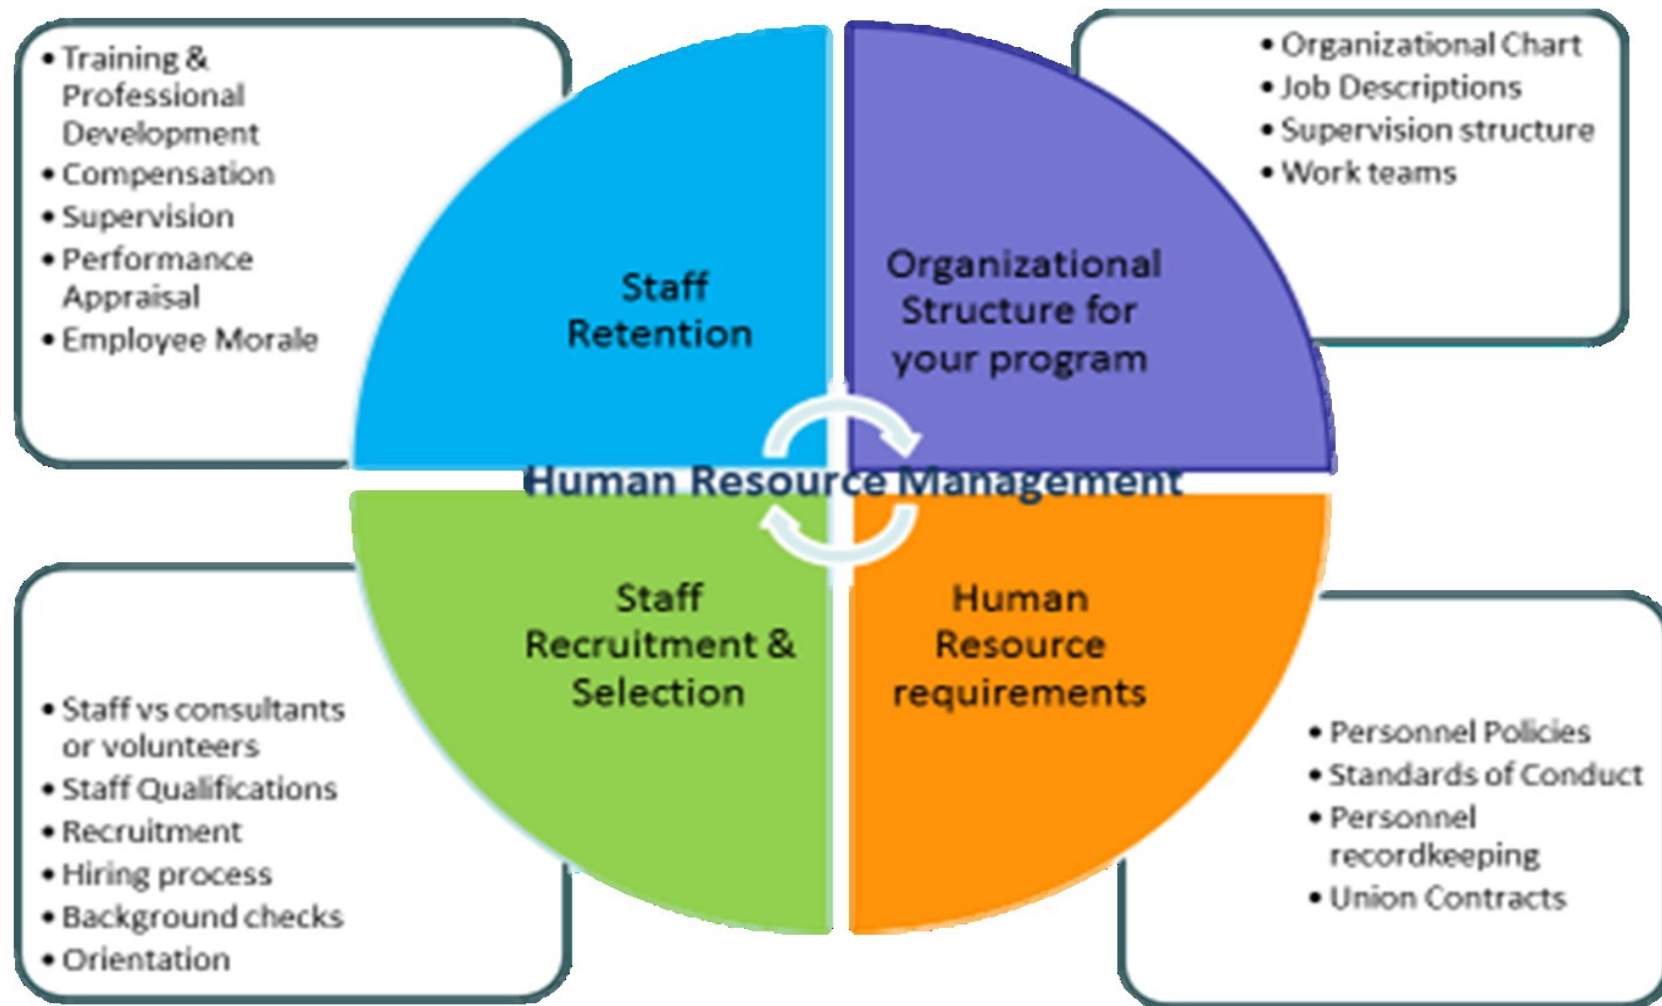 • Training &
Professional
Development
• Compensation
• Supervision
• Performance
Appraisal
• Employee Morale
• Organizational Chart
• Job Descriptions
• Supervision structure
• Work teams
Staff
Retention
Organizational
Structure for
your program
Human Resource Management
Staff
Recruitment &
Selection
Human
Resource
requirements
• Staff vs consultants
or volunteers
• Staff Qualifications
• Recruitment
• Hiring process
• Background checks
• Orientation
• Personnel Policies
• Standards of Conduct
• Personnel
recordkeeping
• Union Contracts